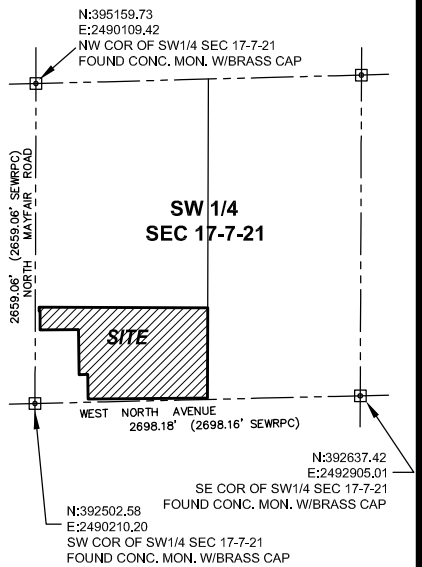 N:395159.73
E:2490109.42
NW COR OF SW1/4 SEC 17-7-21
FOUND CONC. MON. W/BRASS CAP
2659.06' (2659.06' SEWRPC)
NORTH MAYFAIR ROAD
SW 1/4
SEC 17-7-21
SITE
WEST NORTH AVENUE
2698.18' (2698.16' SEWRPC)
N:392637.42
E:2492905.01
SE COR OF SW1/4 SEC 17-7-21
FOUND CONC. MON. W/BRASS CAP
N:392502.58
E:2490210.20
SW COR OF SW1/4 SEC 17-7-21
FOUND CONC. MON. W/BRASS CAP